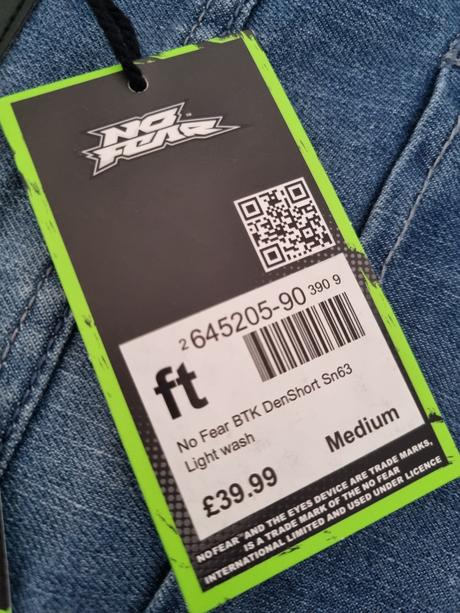 NO
FEAR
2 645205-90 390 9
ft
No Fear BTK DenShort Sn63
Light wash
Medium
£39.99
NOFEAR™ AND THE EYES DEVICE ARE TRADE MARKS,
IS A TRADE MARK OF THE NO FEAR
INTERNATIONAL LIMITED AND USED UNDER LICENCE